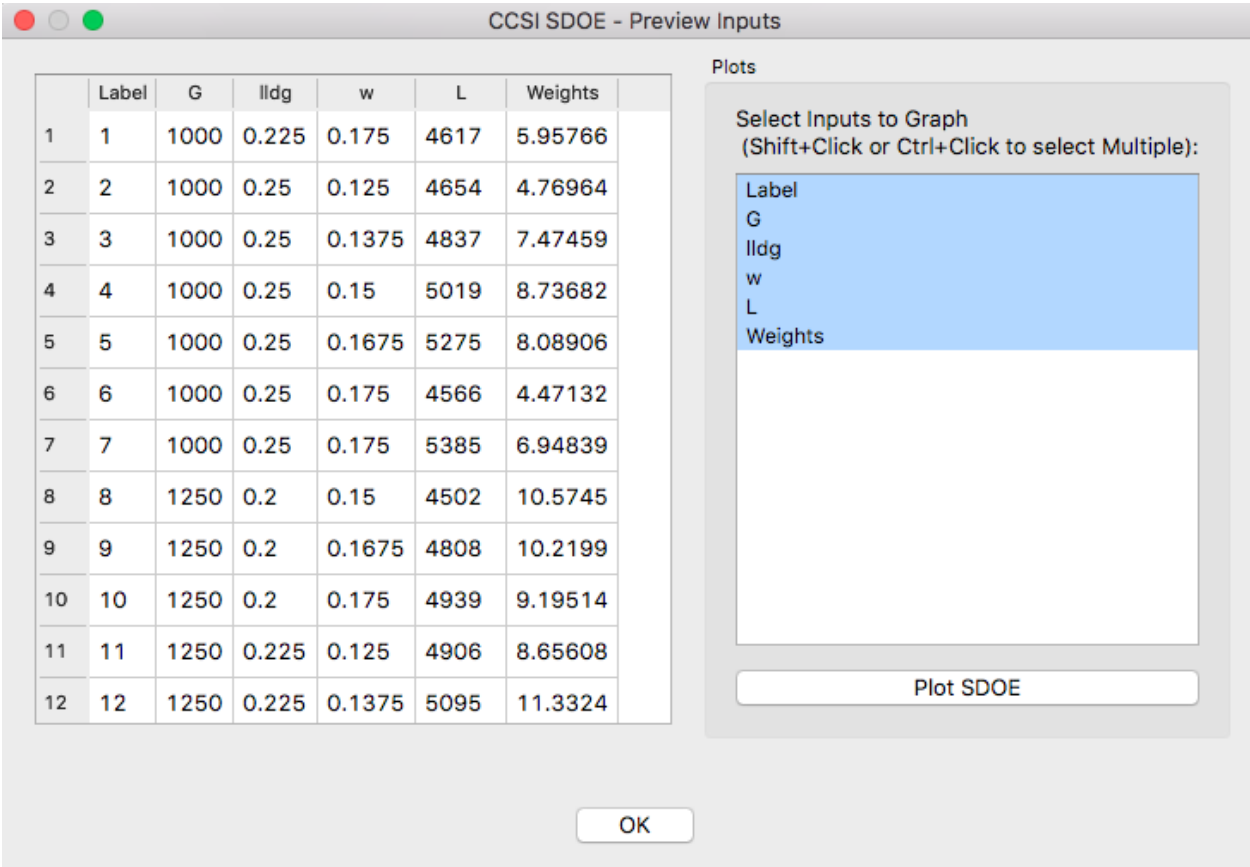 CCSI SDOE - Preview Inputs
Label G lldg w L Weights
1 1 1000 0.225 0.175 4617 5.95766
2 2 1000 0.25 0.125 4654 4.76964
3 3 1000 0.25 0.1375 4837 7.47459
4 4 1000 0.25 0.15 5019 8.73682
5 5 1000 0.25 0.1675 5275 8.08906
6 6 1000 0.25 0.175 4566 4.47132
7 7 1000 0.25 0.175 5385 6.94839
8 8 1250 0.2 0.15 4502 10.5745
9 9 1250 0.2 0.1675 4808 10.2199
10 10 1250 0.2 0.175 4939 9.19514
11 11 1250 0.225 0.125 4906 8.65608
12 12 1250 0.225 0.1375 5095 11.3324
Plots
Select Inputs to Graph
(Shift+Click or Ctrl+Click to select Multiple):
Label
G
lldg
w
L
Weights
Plot SDOE
OK